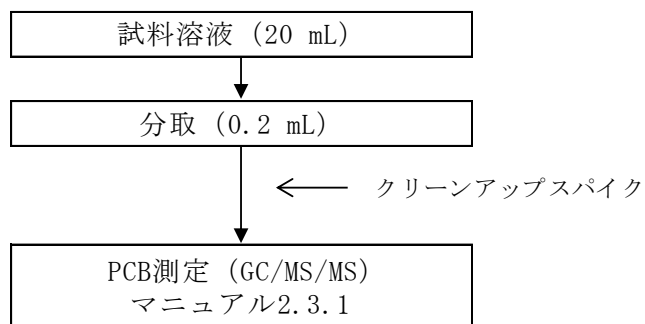 試料溶液 (20 mL)
分取 (0.2 mL)
クリーンアップスパイク
PCB測定 (GC/MS/MS)
マニュアル2.3.1